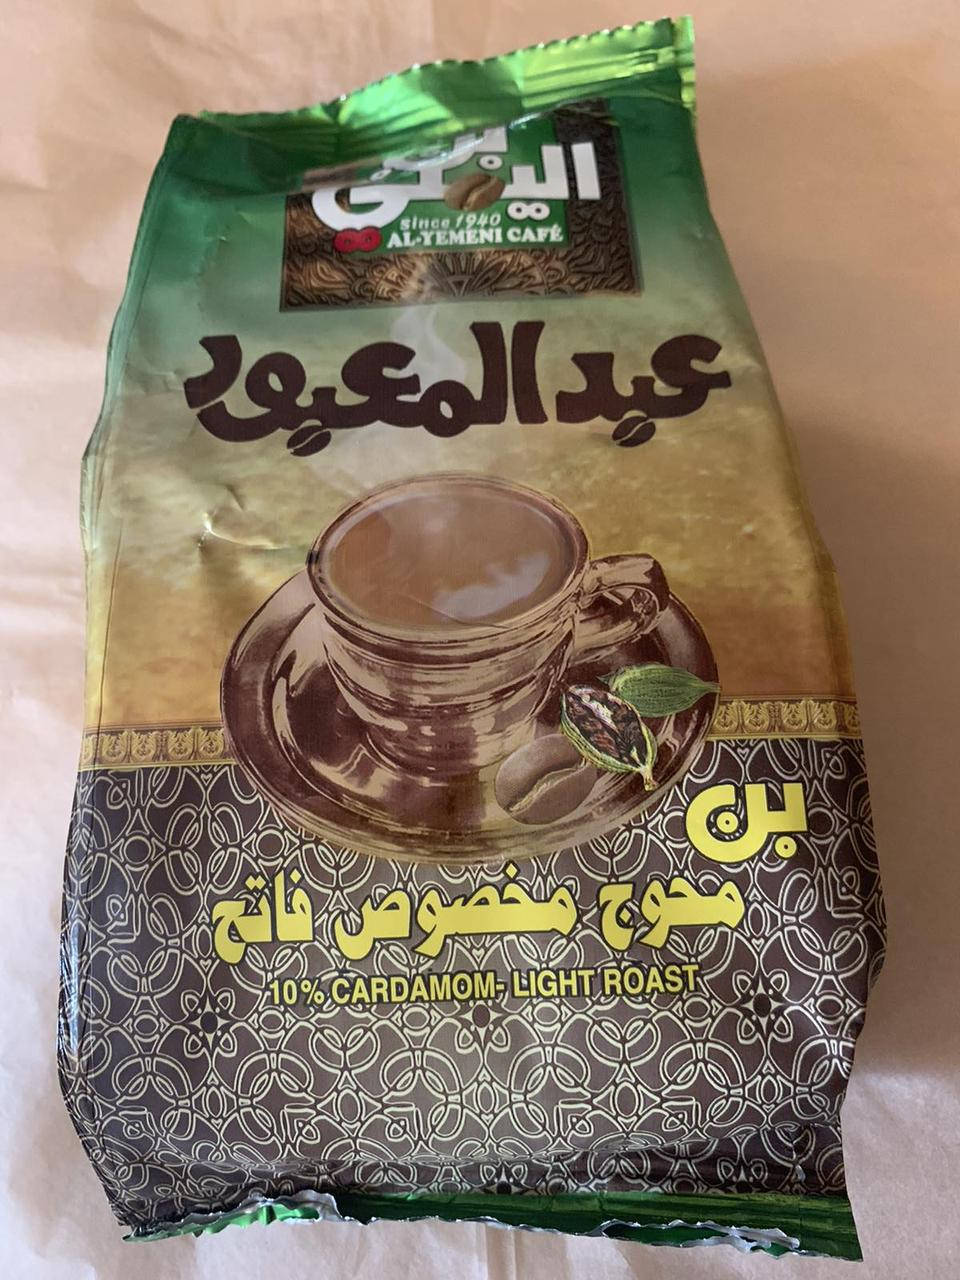 بن
اليمني
since 1940
AL-YEMENI CAFÉ
عبد المعبود
بن
محوج مخصوص فاتح
10% CARDAMOM- LIGHT ROAST